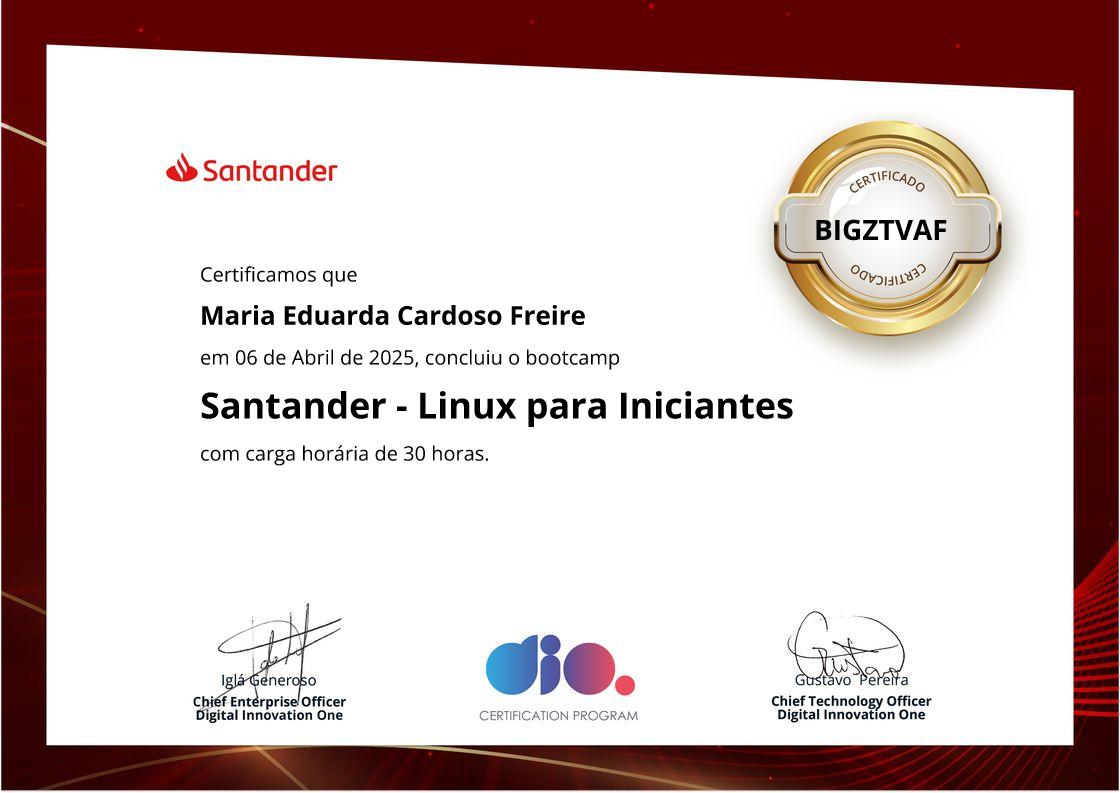 Santander
CERTIFICADO
BIGZTVAF
CERTIFICADO
Certificamos que
Maria Eduarda Cardoso Freire
em 06 de Abril de 2025, concluiu o bootcamp
Santander - Linux para Iniciantes
com carga horária de 30 horas.
Iglá Generoso
Chief Enterprise Officer
Digital Innovation One
dio.
CERTIFICATION PROGRAM
Gustavo
Gustavo Pereira
Chief Technology Officer
Digital Innovation One